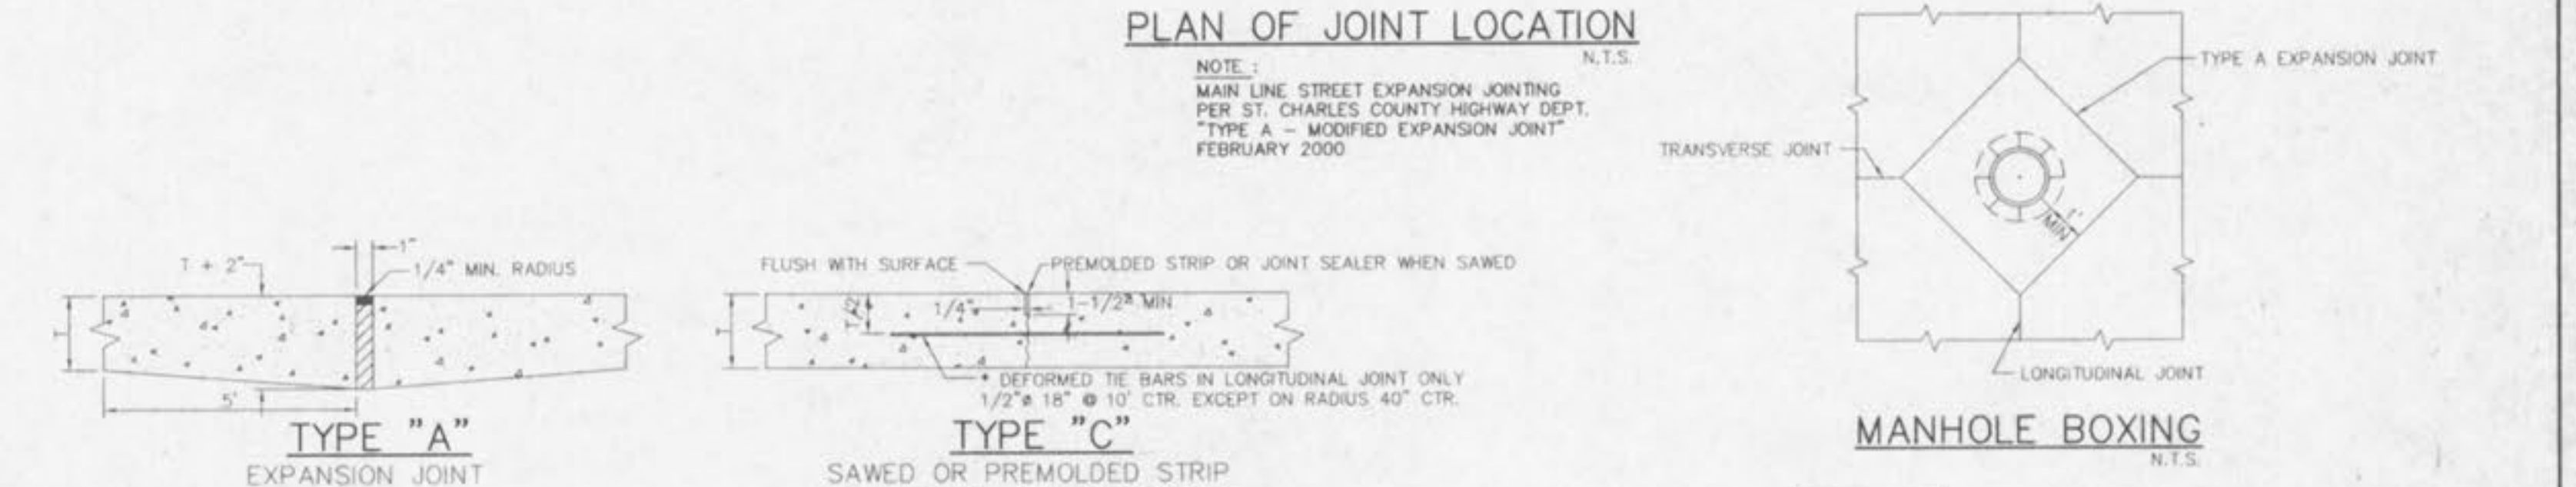 PLAN OF JOINT LOCATION
N.T.S.
NOTE :
MAIN LINE STREET EXPANSION JOINTING
PER ST. CHARLES COUNTY HIGHWAY DEPT.
"TYPE A - MODIFIED EXPANSION JOINT"
FEBRUARY 2000
T + 2"
1"
1/4" MIN. RADIUS
T
5'
TYPE "A"
EXPANSION JOINT
FLUSH WITH SURFACE
PREMOLDED STRIP OR JOINT SEALER WHEN SAWED
T
T/2
1/4"
1-1/2" MIN
* DEFORMED TIE BARS IN LONGITUDINAL JOINT ONLY
1/2"ø 18" @ 10' CTR. EXCEPT ON RADIUS 40" CTR.
TYPE "C"
SAWED OR PREMOLDED STRIP
TYPE A EXPANSION JOINT
TRANSVERSE JOINT
1'
MIN
LONGITUDINAL JOINT
MANHOLE BOXING
N.T.S.